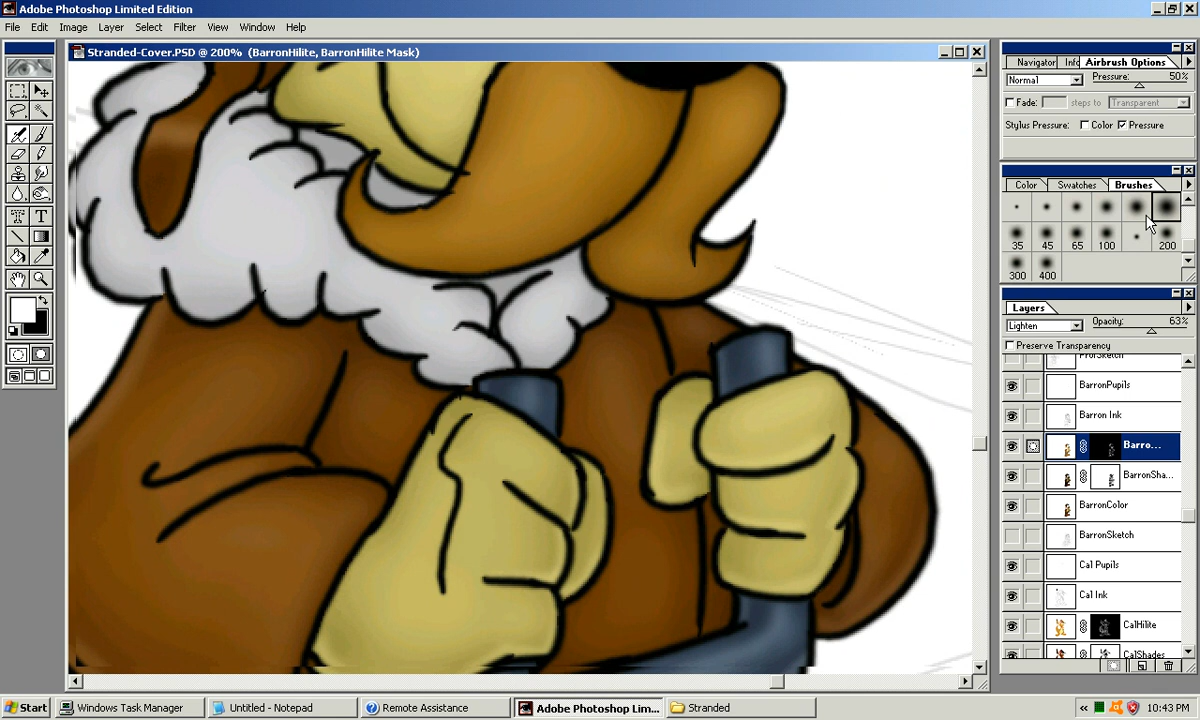 Adobe Photoshop Limited Edition
File Edit Image Layer Select Filter View Window Help
Stranded-Cover.PSD @ 200% (BarronHilite, BarronHilite Mask)
Navigator Info Airbrush Options
Normal Pressure: 50%
Fade: steps to Transparent
Stylus Pressure: Color Pressure
Color Swatches Brushes
35 45 65 100 200
300 400
Layers
Lighten Opacity: 63%
Preserve Transparency
ProfSketch
BarronPupils
Barron Ink
Barro...
BarronSha...
BarronColor
BarronSketch
Cal Pupils
Cal Ink
CalHilite
CalShades
Start Windows Task Manager Untitled - Notepad Remote Assistance Adobe Photoshop Lim... Stranded 10:43 PM